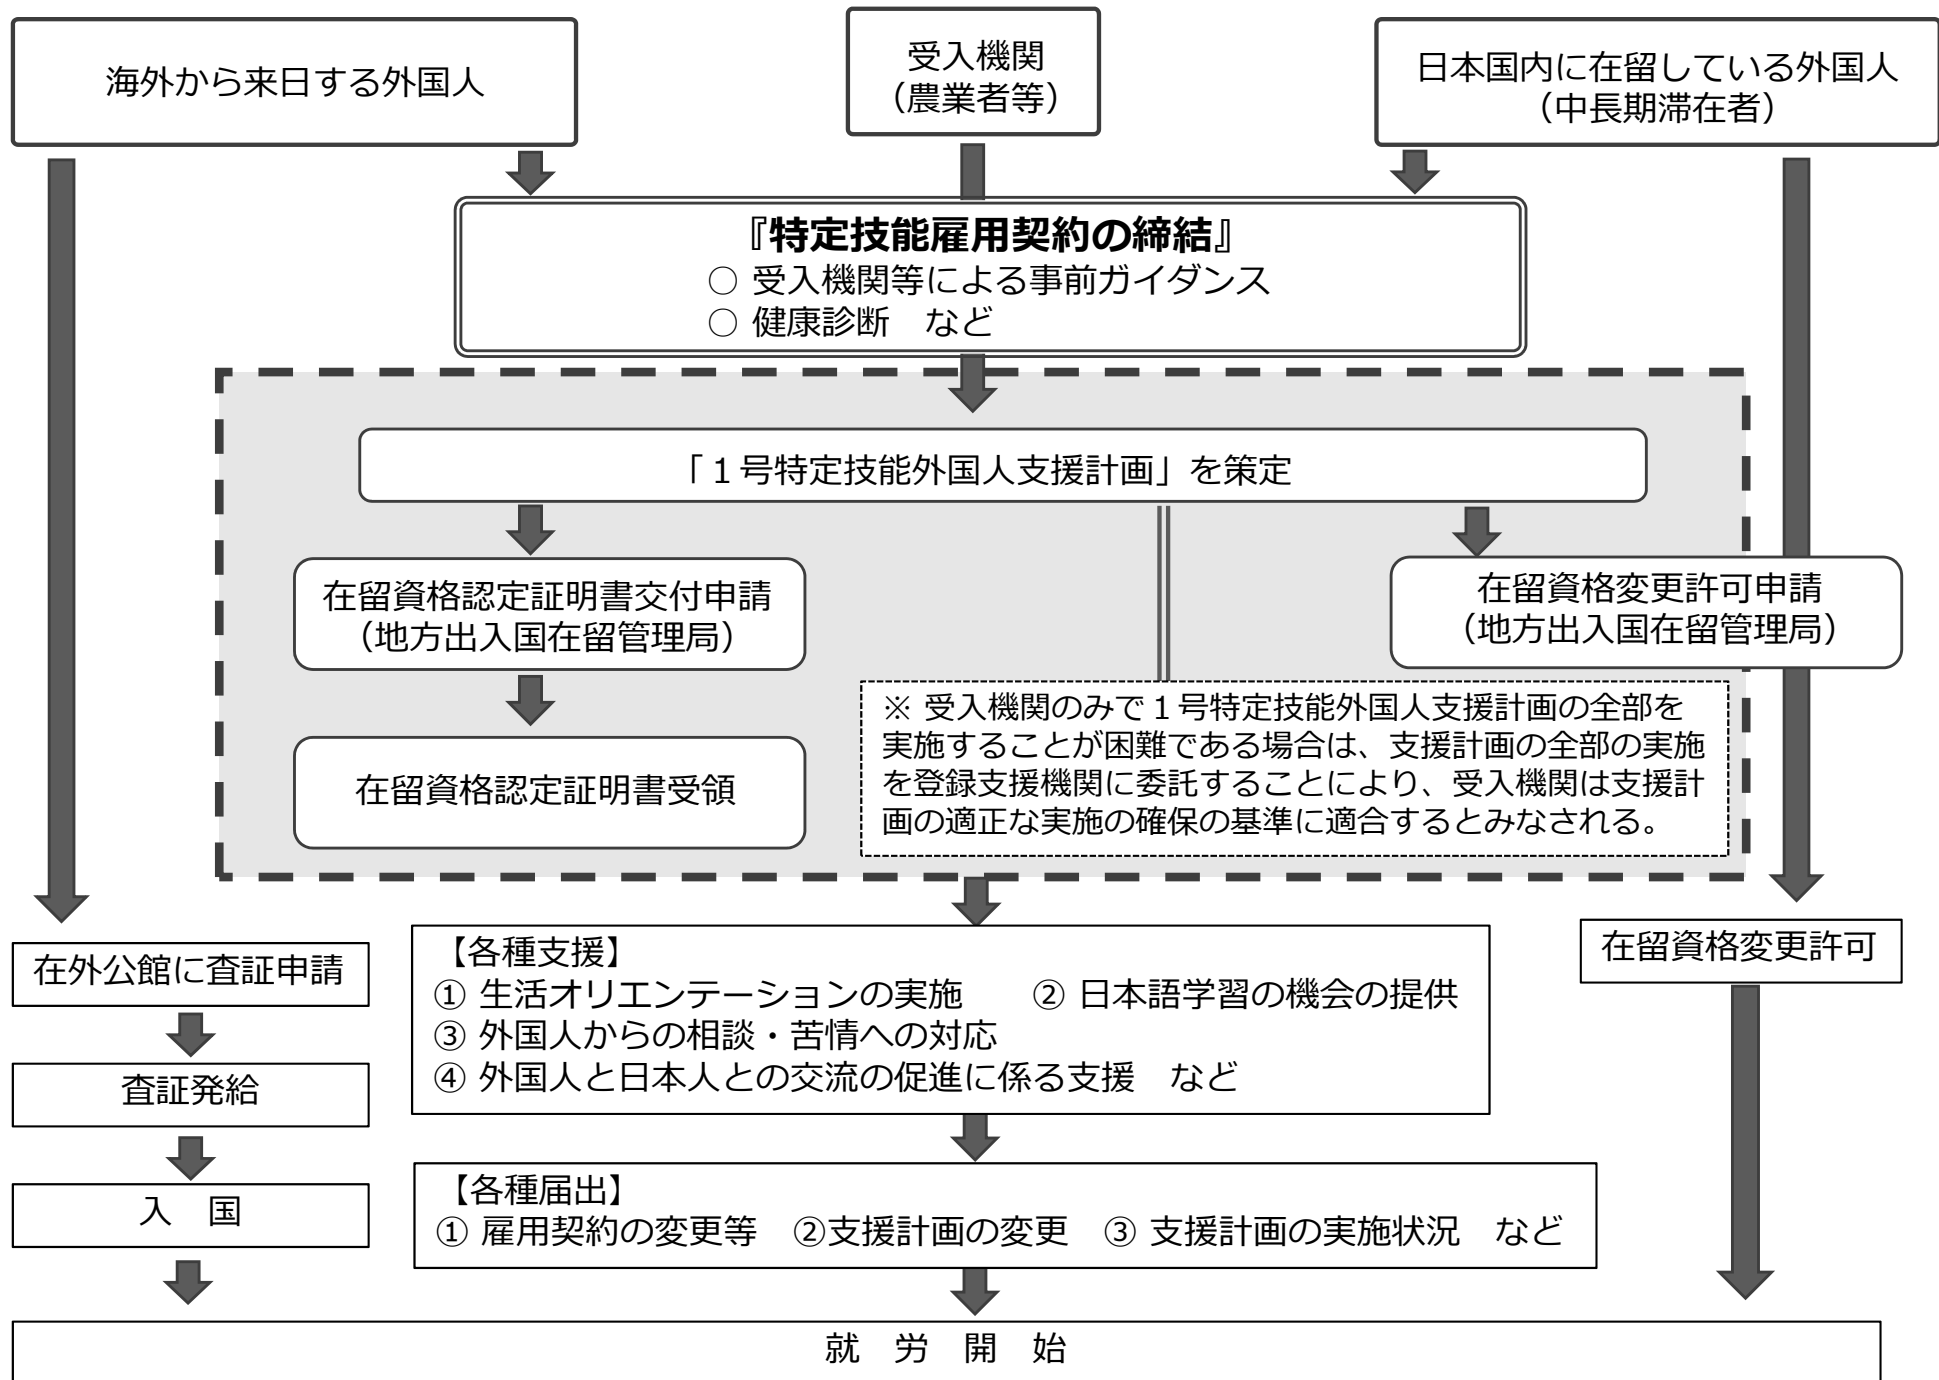 海外から来日する外国人
受入機関
（農業者等）
日本国内に在留している外国人
（中長期滞在者）
『特定技能雇用契約の締結』
○ 受入機関等による事前ガイダンス
○ 健康診断　など
「１号特定技能外国人支援計画」を策定
在留資格認定証明書交付申請
（地方出入国在留管理局）
在留資格変更許可申請
（地方出入国在留管理局）
在留資格認定証明書受領
※ 受入機関のみで１号特定技能外国人支援計画の全部を
実施することが困難である場合は、支援計画の全部の実施
を登録支援機関に委託することにより、受入機関は支援計
画の適正な実施の確保の基準に適合するとみなされる。
在外公館に査証申請
査証発給
入　国
【各種支援】
① 生活オリエンテーションの実施　　② 日本語学習の機会の提供
③ 外国人からの相談・苦情への対応
④ 外国人と日本人との交流の促進に係る支援　など
在留資格変更許可
【各種届出】
① 雇用契約の変更等　②支援計画の変更　③ 支援計画の実施状況　など
就　労　開　始